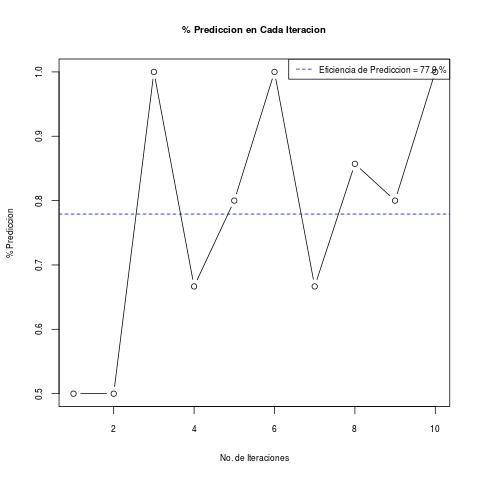 % Prediccion en Cada Iteracion
Eficiencia de Prediccion = 77.9 %
% Prediccion
1.0
0.9
0.8
0.7
0.6
0.5
2 4 6 8 10
No. de Iteraciones